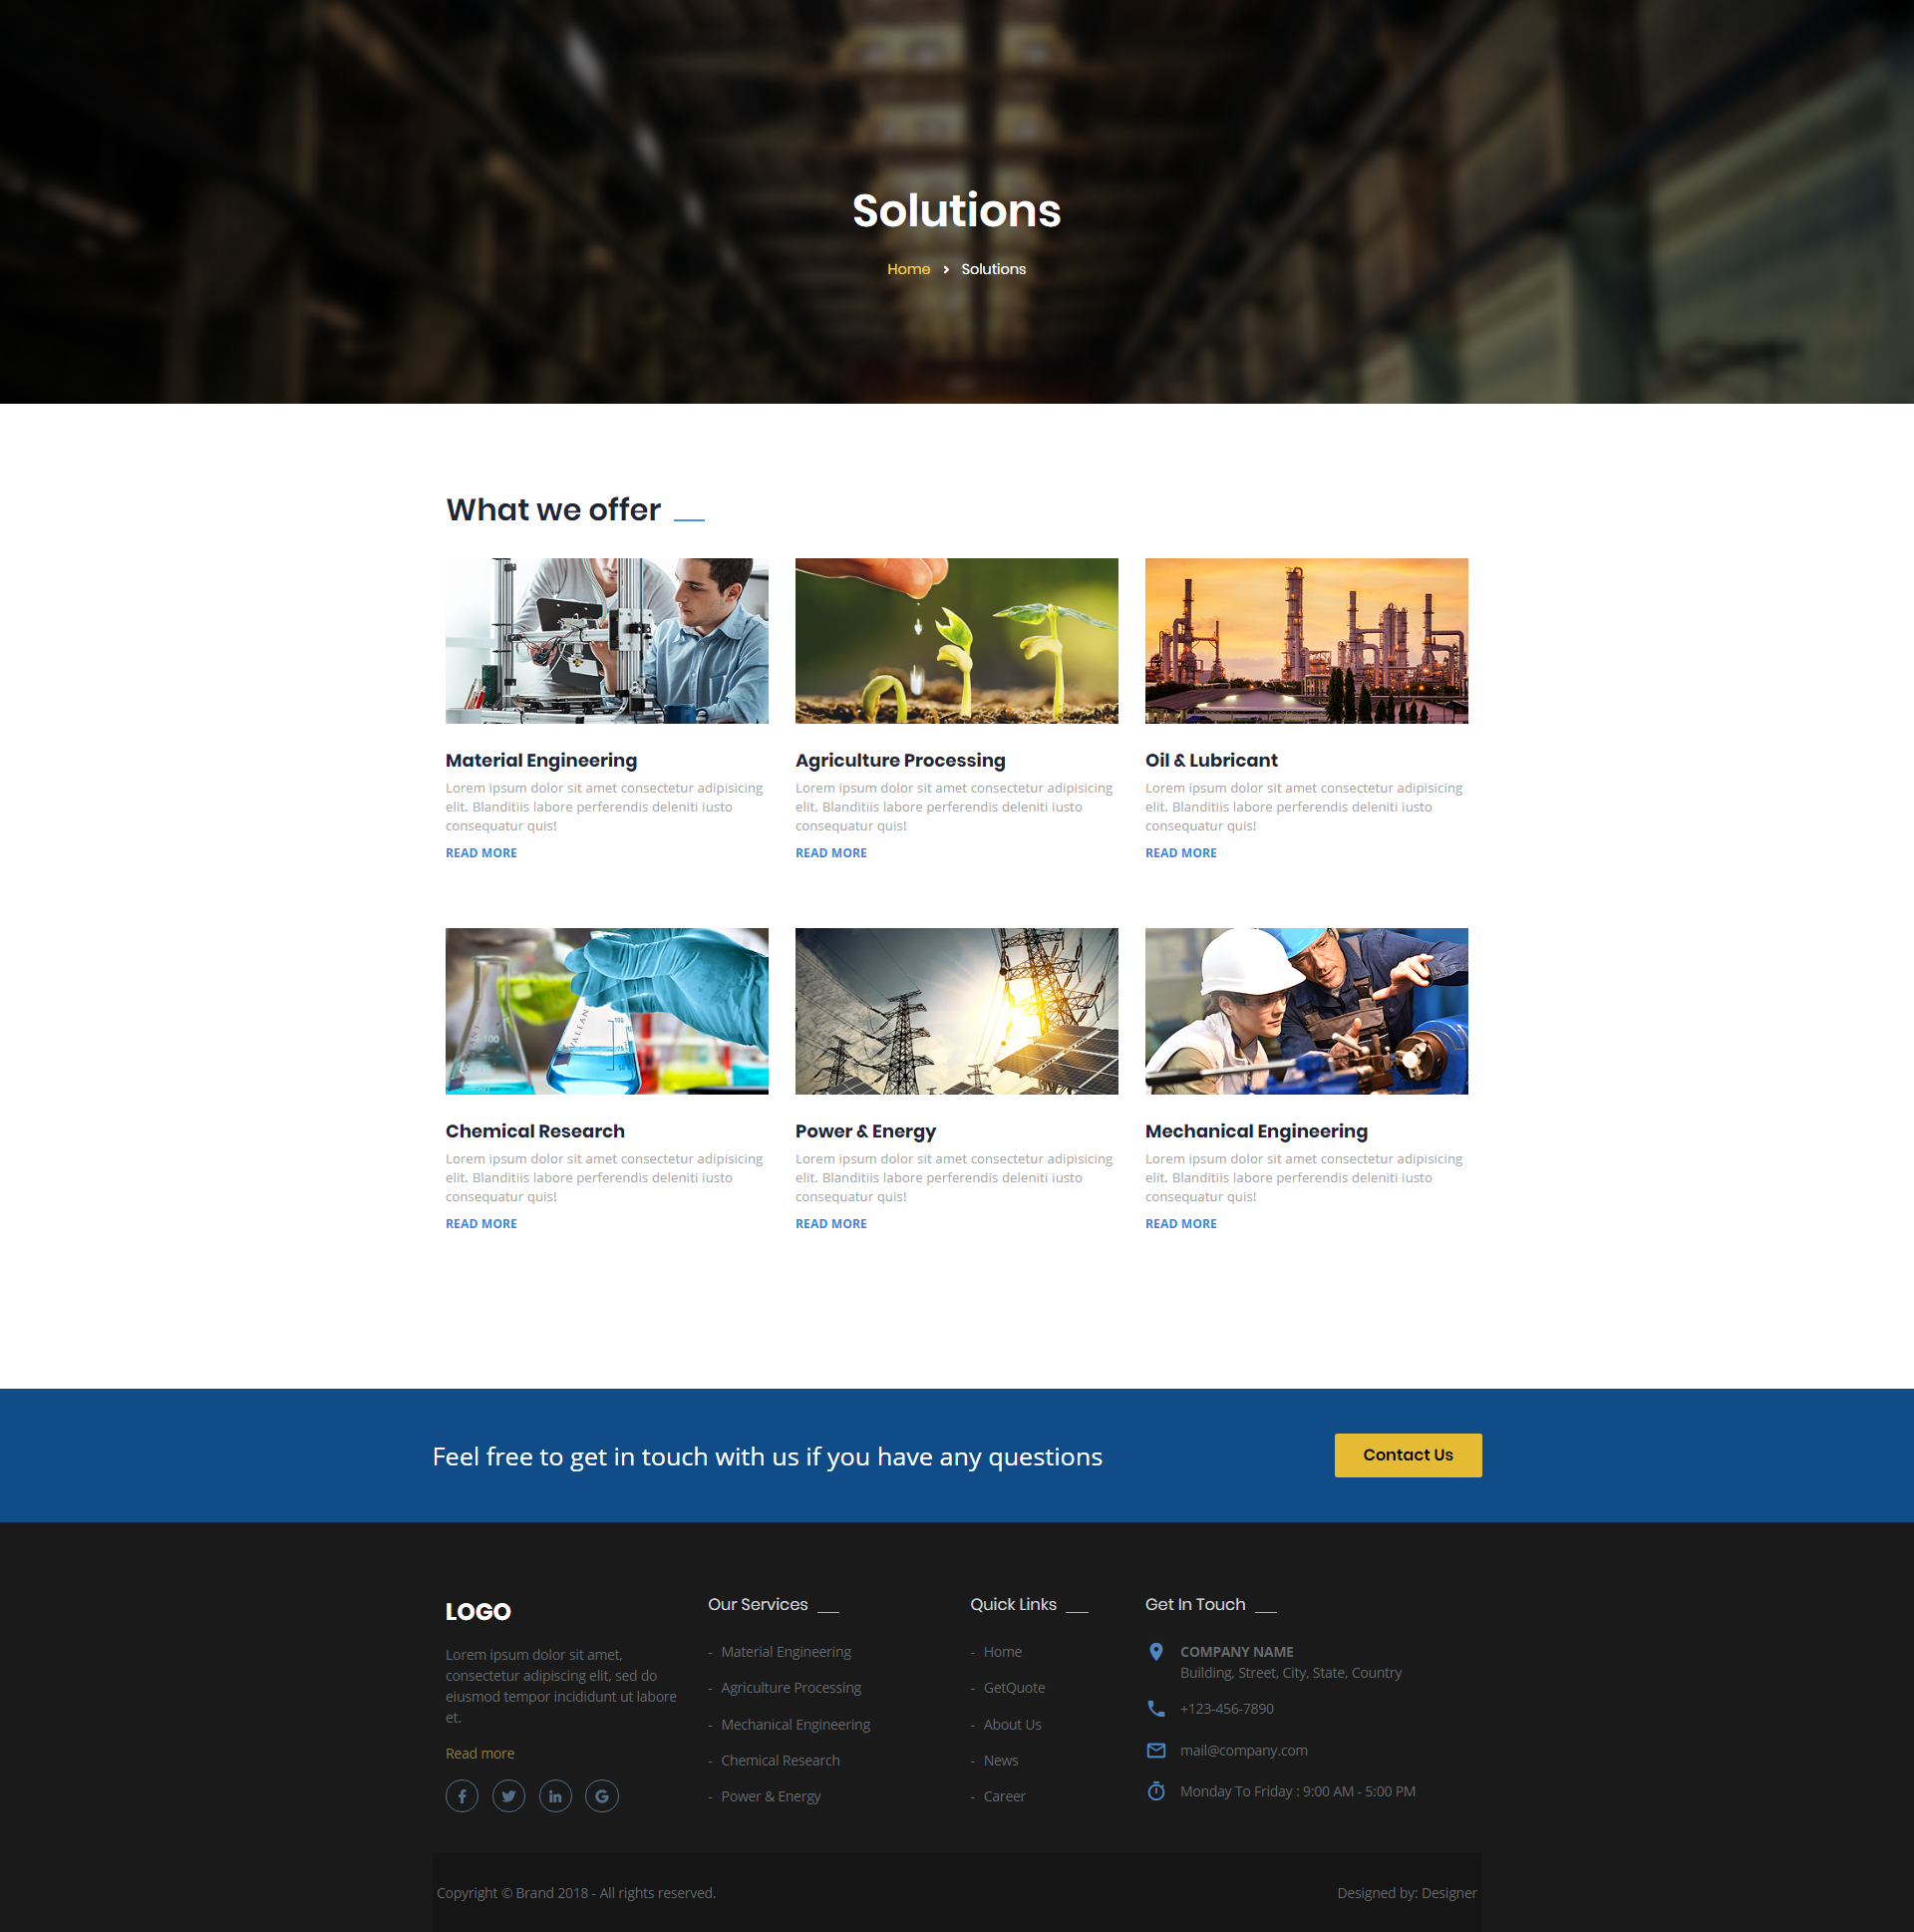 Solutions
Home > Solutions
What we offer
Material Engineering
Lorem ipsum dolor sit amet consectetur adipisicing
elit. Blanditiis labore perferendis deleniti iusto
consequatur quis!
READ MORE
Agriculture Processing
Lorem ipsum dolor sit amet consectetur adipisicing
elit. Blanditiis labore perferendis deleniti iusto
consequatur quis!
READ MORE
Oil & Lubricant
Lorem ipsum dolor sit amet consectetur adipisicing
elit. Blanditiis labore perferendis deleniti iusto
consequatur quis!
READ MORE
100
100
50
Chemical Research
Lorem ipsum dolor sit amet consectetur adipisicing
elit. Blanditiis labore perferendis deleniti iusto
consequatur quis!
READ MORE
Power & Energy
Lorem ipsum dolor sit amet consectetur adipisicing
elit. Blanditiis labore perferendis deleniti iusto
consequatur quis!
READ MORE
Mechanical Engineering
Lorem ipsum dolor sit amet consectetur adipisicing
elit. Blanditiis labore perferendis deleniti iusto
consequatur quis!
READ MORE
Feel free to get in touch with us if you have any questions
Contact Us
LOGO
Lorem ipsum dolor sit amet,
consectetur adipiscing elit, sed do
eiusmod tempor incididunt ut labore
et.
Read more
Our Services
- Material Engineering
- Agriculture Processing
- Mechanical Engineering
- Chemical Research
- Power & Energy
Quick Links
- Home
- GetQuote
- About Us
- News
- Career
Get In Touch
COMPANY NAME
Building, Street, City, State, Country
+123-456-7890
mail@company.com
Monday To Friday : 9:00 AM - 5:00 PM
Copyright © Brand 2018 - All rights reserved.
Designed by: Designer